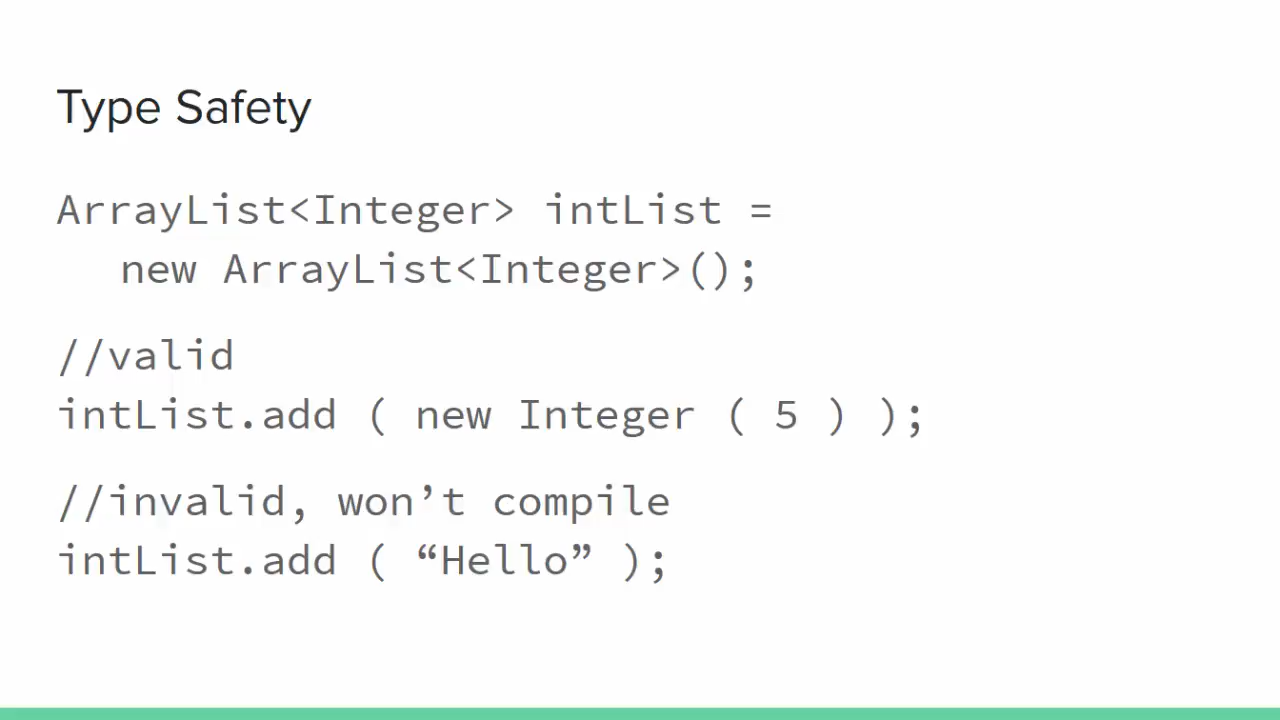 Type Safety
ArrayList<Integer> intList =
new ArrayList<Integer>();
//valid
intList.add ( new Integer ( 5 ) );
//invalid, won’t compile
intList.add ( “Hello” );